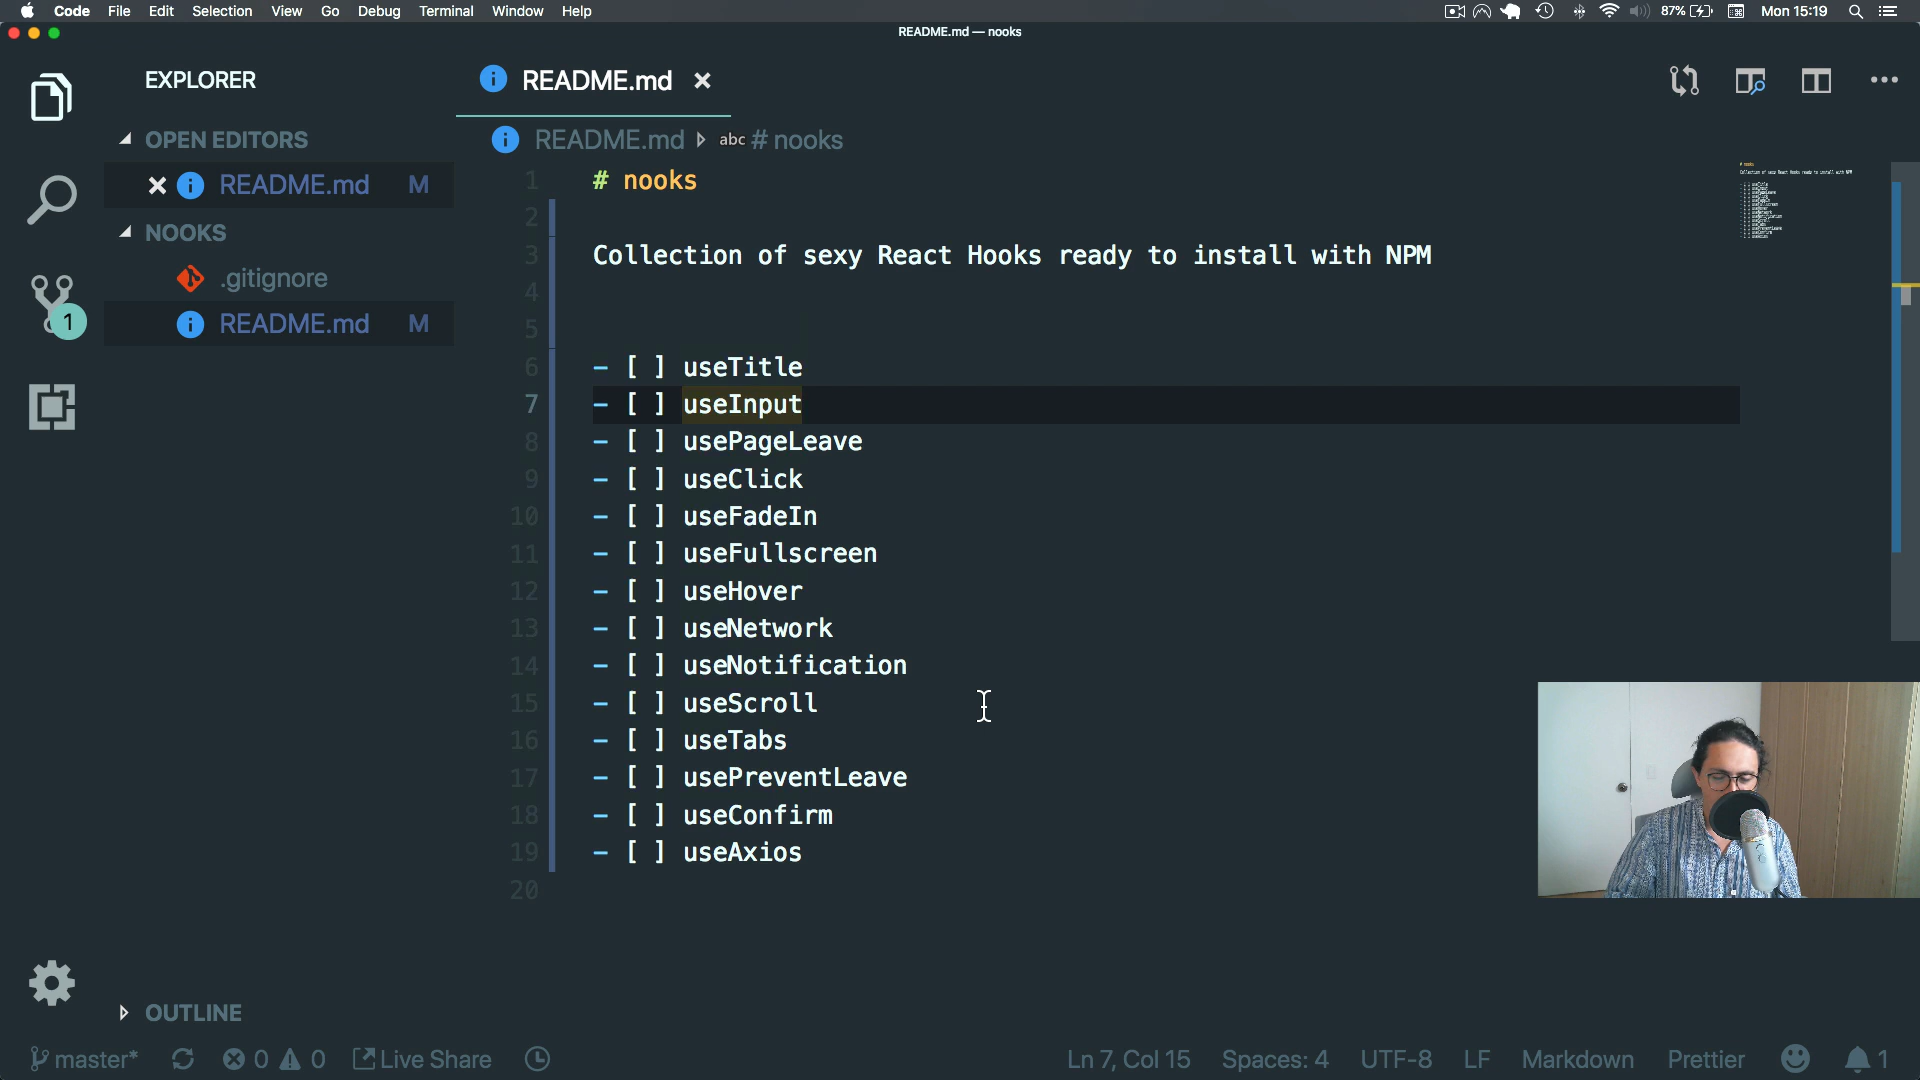 Code File Edit Selection View Go Debug Terminal Window Help 87% Mon 15:19
README.md — nooks
EXPLORER
README.md
OPEN EDITORS
README.md > abc # nooks
README.md M
NOOKS
.gitignore
README.md M
1
1 # nooks
2
3 Collection of sexy React Hooks ready to install with NPM
4
5
6 - [ ] useTitle
7 - [ ] useInput
8 - [ ] usePageLeave
9 - [ ] useClick
10 - [ ] useFadeIn
11 - [ ] useFullscreen
12 - [ ] useHover
13 - [ ] useNetwork
14 - [ ] useNotification
15 - [ ] useScroll
16 - [ ] useTabs
17 - [ ] usePreventLeave
18 - [ ] useConfirm
19 - [ ] useAxios
20
OUTLINE
master* 0 0 Live Share Ln 7, Col 15 Spaces: 4 UTF-8 LF Markdown Prettier 1